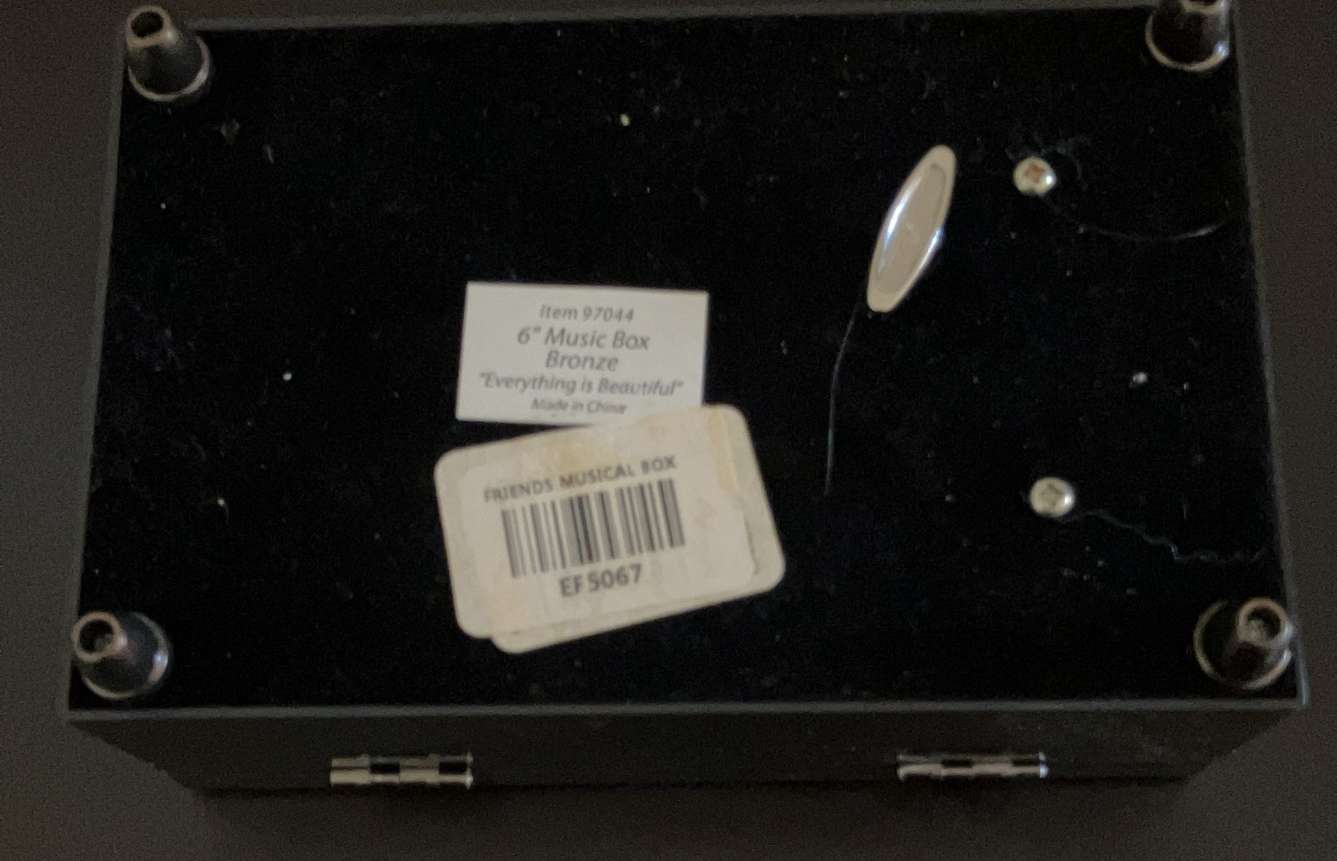 Item 97044
6" Music Box
Bronze
"Everything is Beautiful"
Made in China
FRIENDS MUSICAL BOX
EF5067